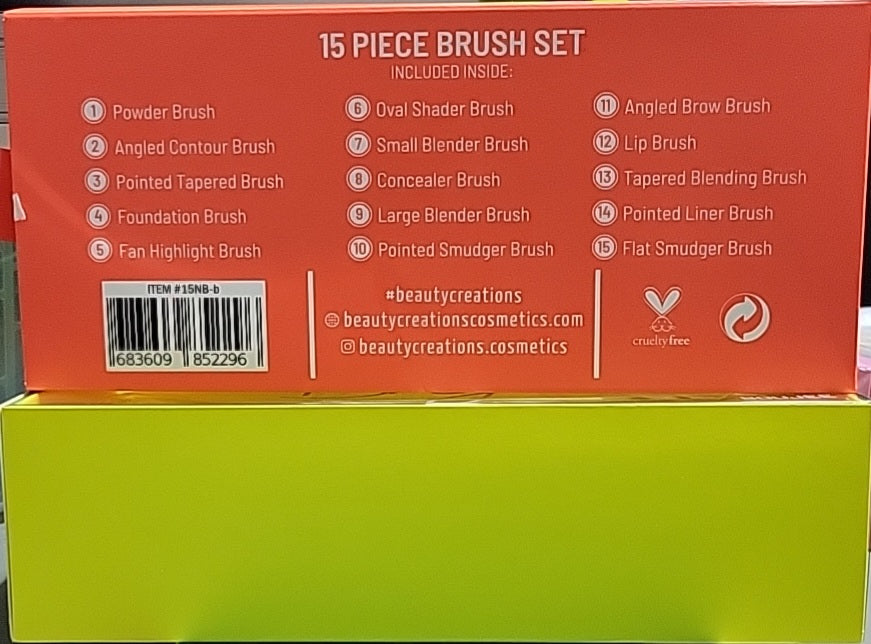 15 PIECE BRUSH SET
INCLUDED INSIDE:
1 Powder Brush
2 Angled Contour Brush
3 Pointed Tapered Brush
4 Foundation Brush
5 Fan Highlight Brush
6 Oval Shader Brush
7 Small Blender Brush
8 Concealer Brush
9 Large Blender Brush
10 Pointed Smudger Brush
11 Angled Brow Brush
12 Lip Brush
13 Tapered Blending Brush
14 Pointed Liner Brush
15 Flat Smudger Brush
ITEM #15NB-b
683609 852296
#beautycreations
beautycreationscosmetics.com
beautycreations.cosmetics
crueltyfree